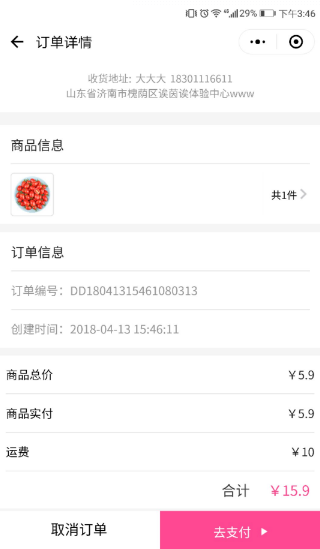 29% 下午3:46
订单详情
收货地址: 大大大 18301116611
山东省济南市槐荫区诶诶诶体验中心www
商品信息
共1件
订单信息
订单编号: DD18041315461080313
创建时间: 2018-04-13 15:46:11
商品总价 ￥5.9
商品实付 ￥5.9
运费 ￥10
合计 ￥15.9
取消订单 去支付